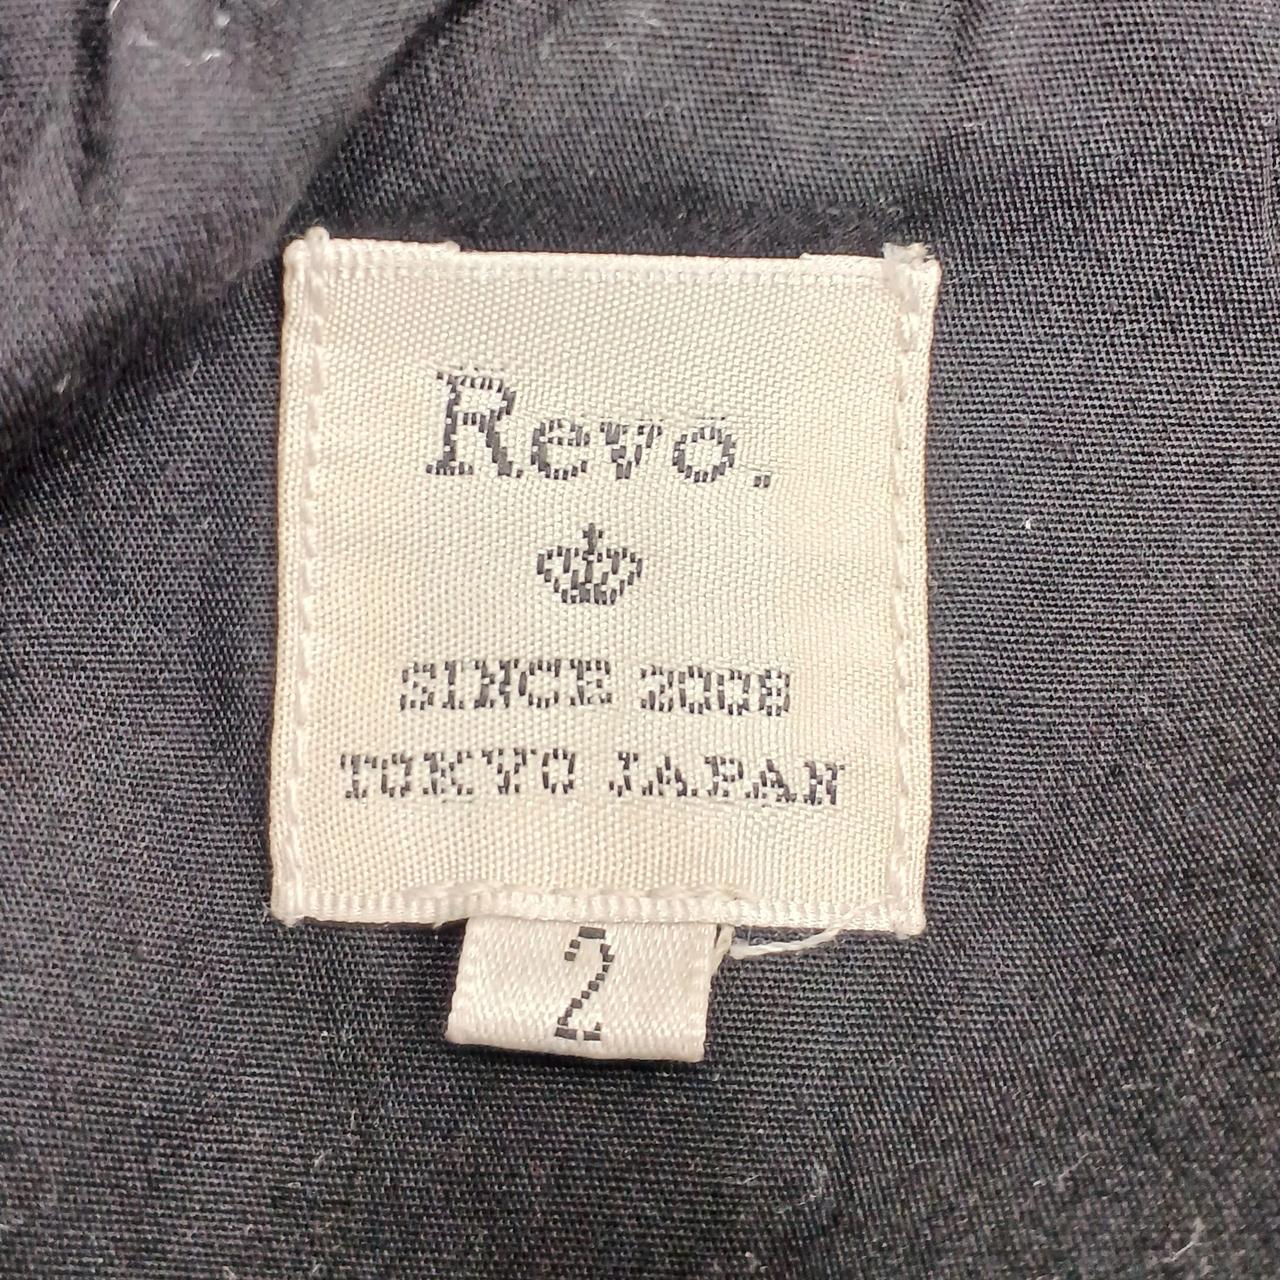 Revo.
SINCE 2008
TOKYO JAPAN
2